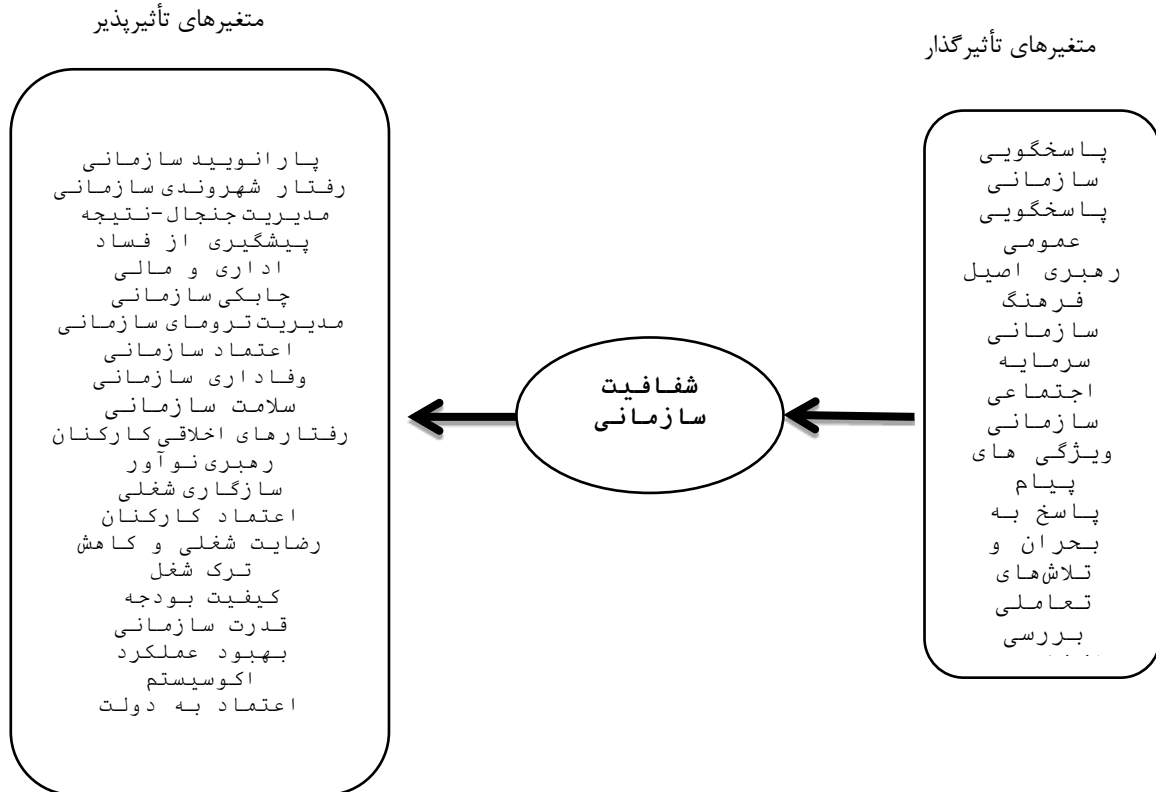 متغیرهای تأثیرگذار
پاسخگویی
سازمانی
پاسخگویی
عمومی
رهبری اصیل
فرهنگ
سازمانی
سرمایه
اجتماعی
سازمانی
ویژگی های
پیام
پاسخ به
بحران و
تلاش‌های
تعاملی
بررسی
شفافیت
سازمانی
متغیرهای تأثیرپذیر
پارانویید سازمانی
رفتار شهروندی سازمانی
مدیریت جنجال-نتیجه
پیشگیری از فساد
اداری و مالی
چابکی سازمانی
مدیریت ترومای سازمانی
اعتماد سازمانی
وفاداری سازمانی
سلامت سازمانی
رفتارهای اخلاقی کارکنان
رهبری نوآور
سازگاری شغلی
اعتماد کارکنان
رضایت شغلی و کاهش
ترک شغل
کیفیت بودجه
قدرت سازمانی
بهبود عملکرد
اکوسیستم
اعتماد به دولت